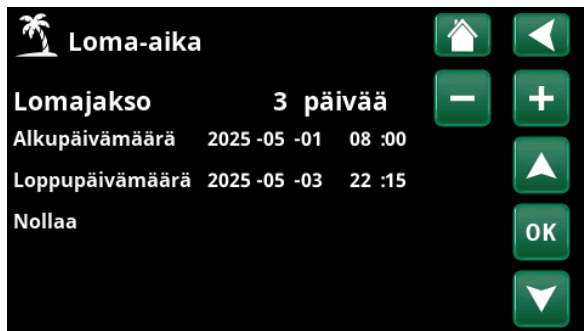 Loma-aika
Lomajakso 3 päivää
Alkupäivämäärä 2025 -05 -01 08 :00
Loppupäivämäärä 2025 -05 -03 22 :15
Nollaa
OK